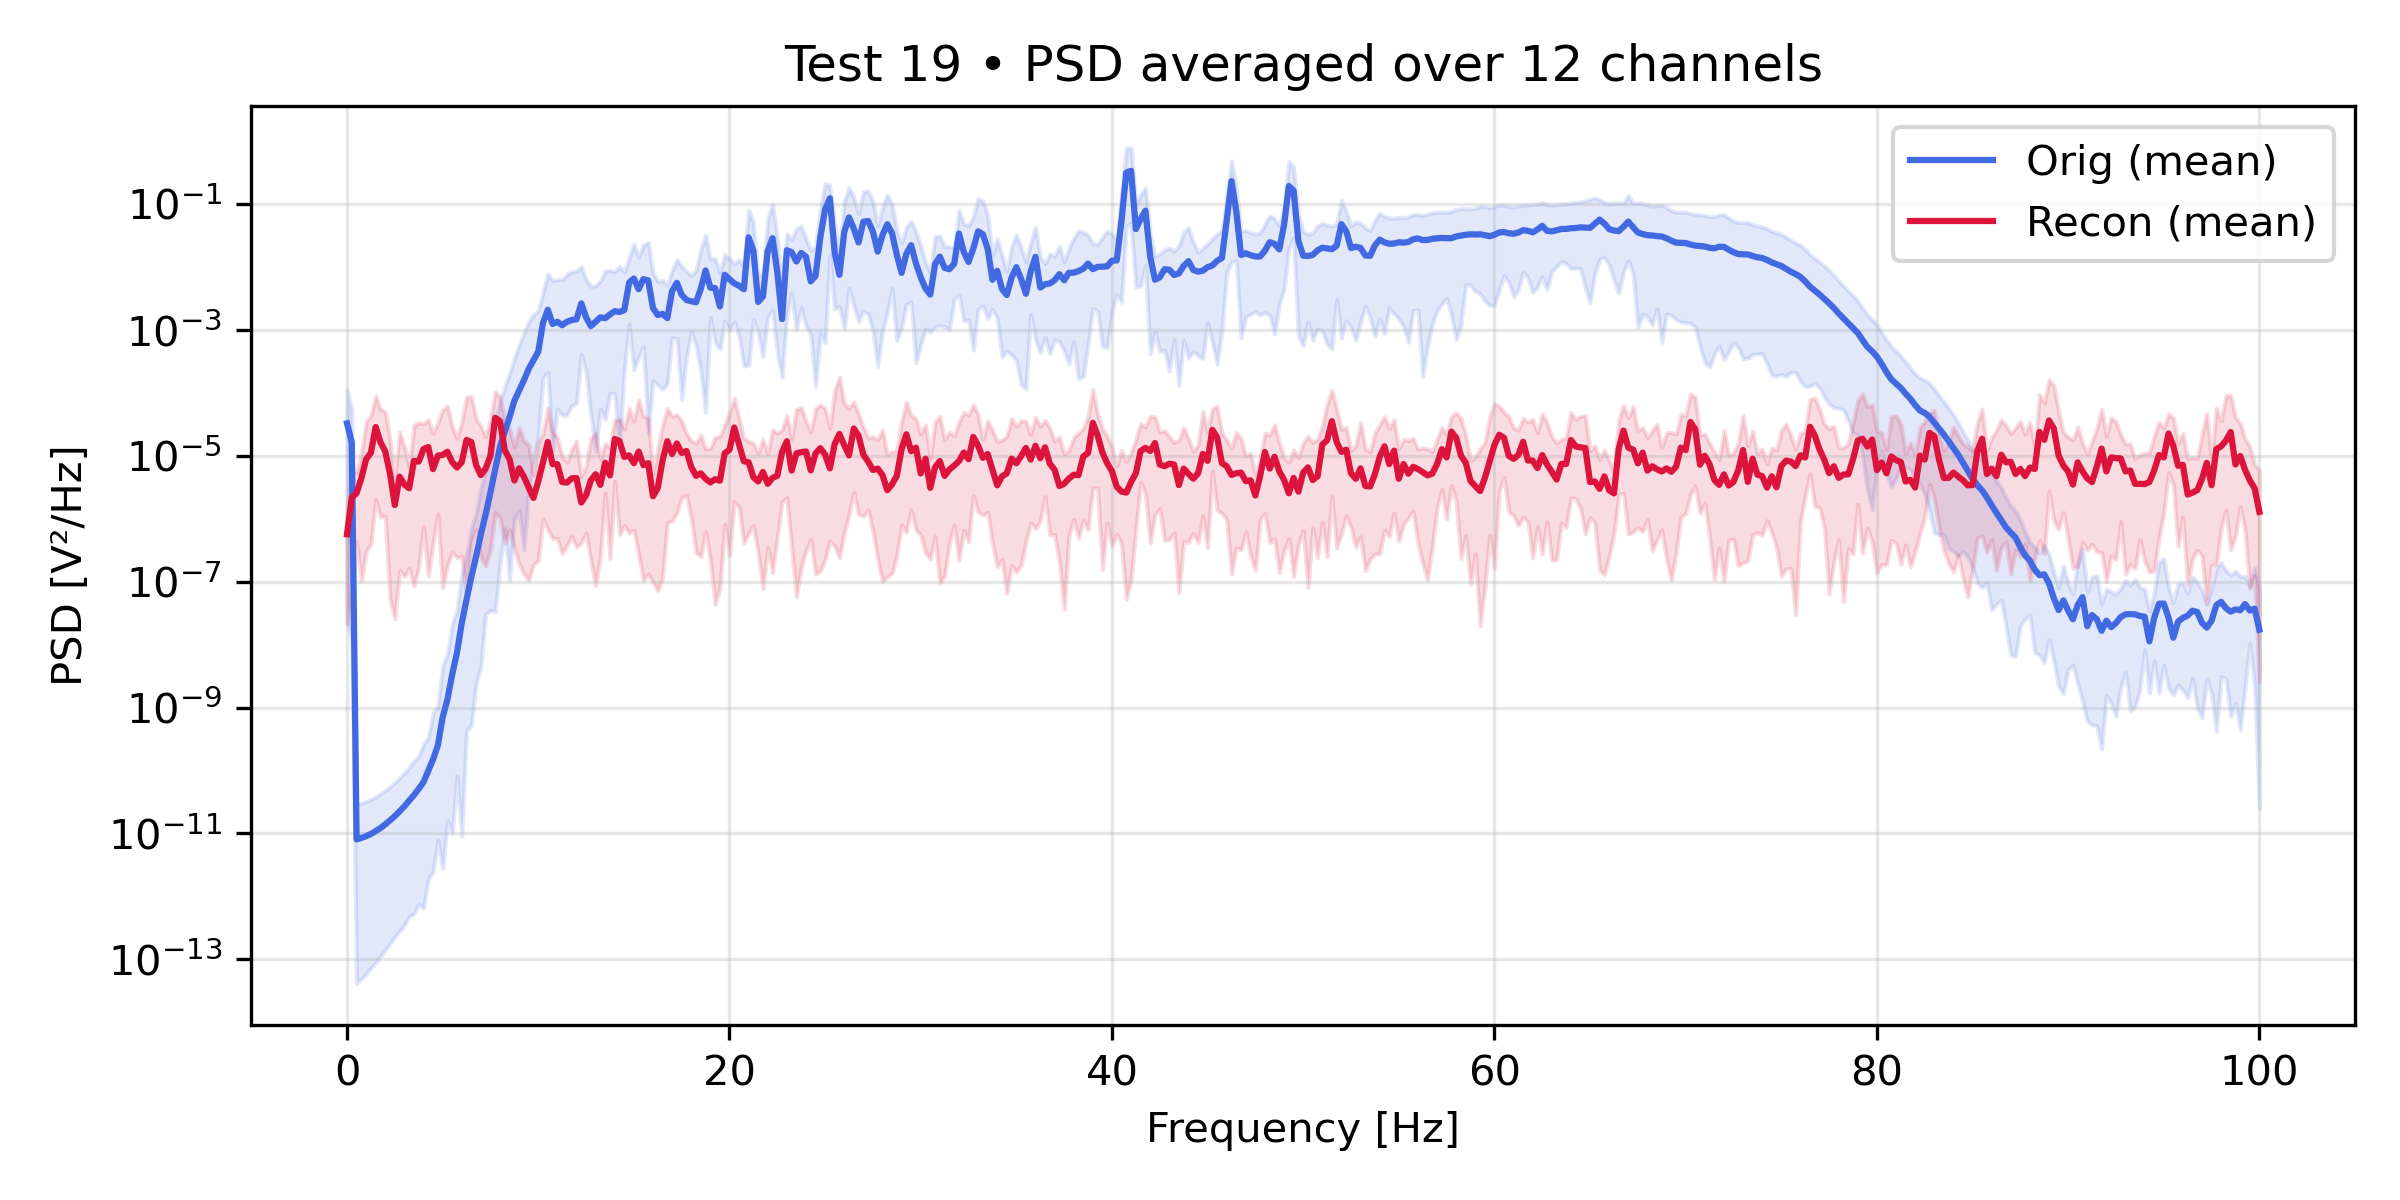 Test 19 • PSD averaged over 12 channels
Orig (mean)
Recon (mean)
PSD [V²/Hz]
10⁻¹
10⁻³
10⁻⁵
10⁻⁷
10⁻⁹
10⁻¹¹
10⁻¹³
0 20 40 60 80 100
Frequency [Hz]